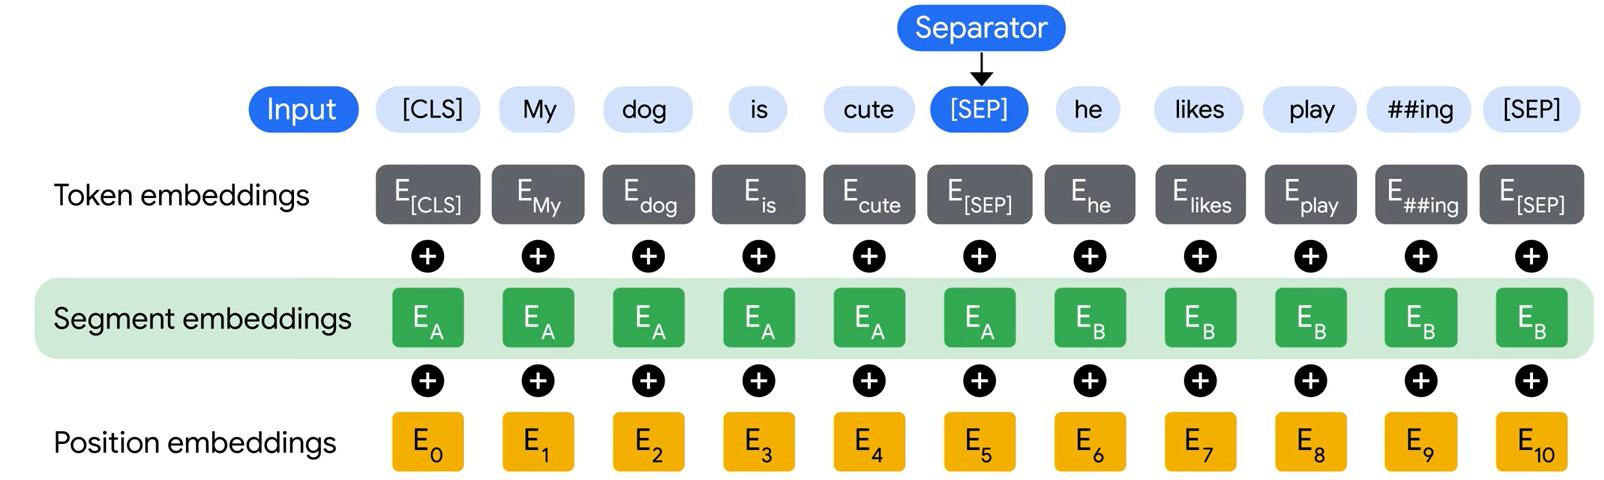 Separator
Input [CLS] My dog is cute [SEP] he likes play ##ing [SEP]
Token embeddings E[CLS] EMy Edog Eis Ecute E[SEP] Ehe Elikes Eplay E##ing E[SEP]
+ + + + + + + + + + +
Segment embeddings EA EA EA EA EA EA EB EB EB EB EB
+ + + + + + + + + + +
Position embeddings E0 E1 E2 E3 E4 E5 E6 E7 E8 E9 E10